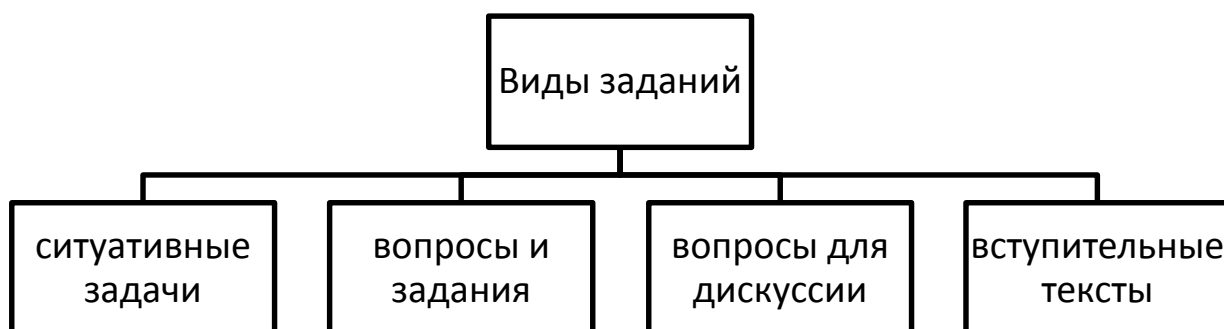 Виды заданий
ситуативные
задачи
вопросы и
задания
вопросы для
дискуссии
вступительные
тексты